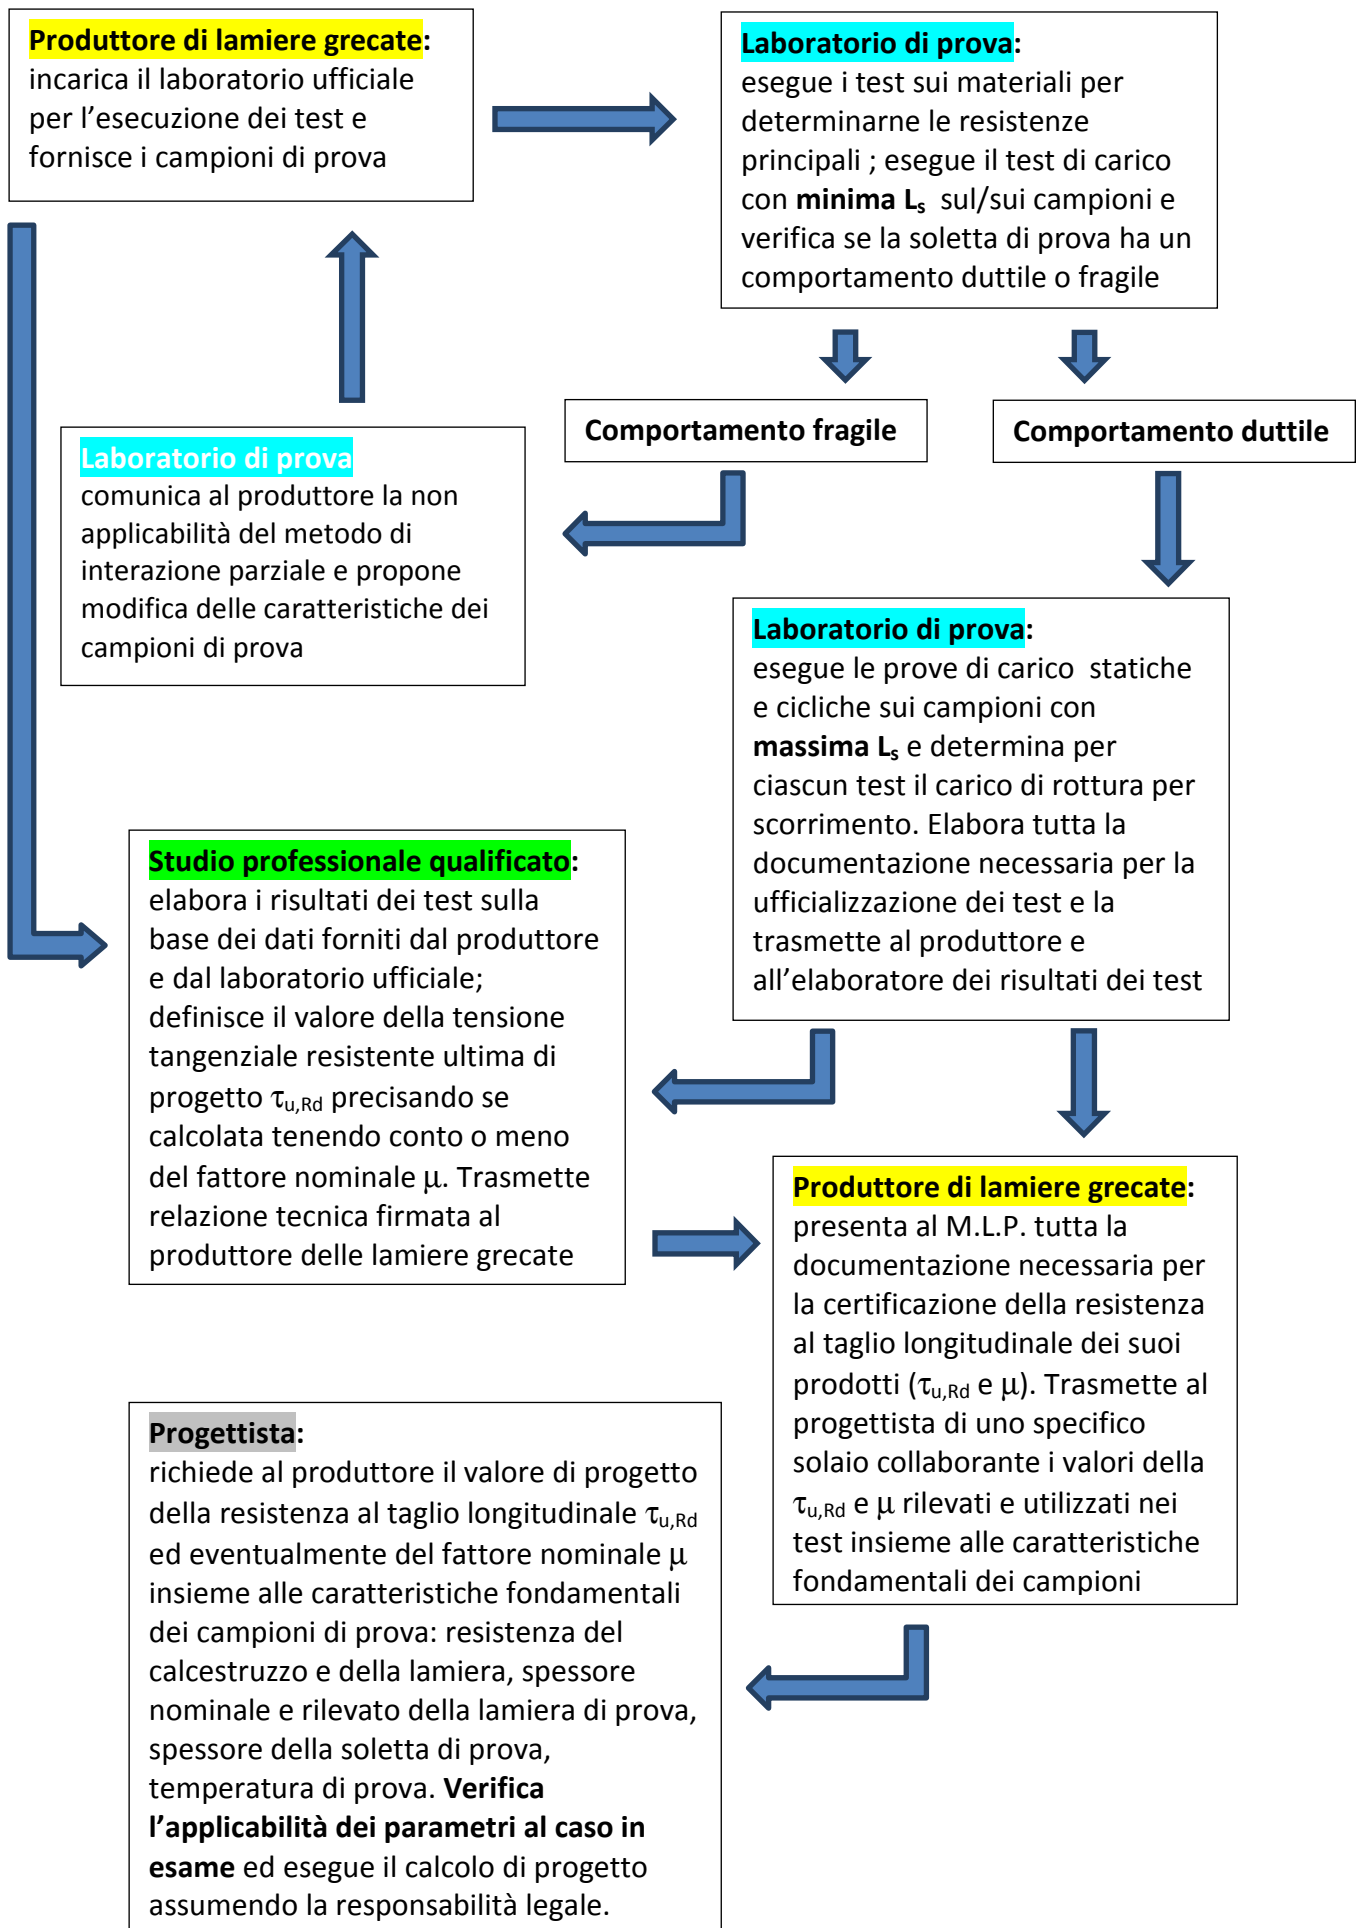 Produttore di lamiere grecate:
incarica il laboratorio ufficiale
per l’esecuzione dei test e
fornisce i campioni di prova
Laboratorio di prova:
esegue i test sui materiali per
determinarne le resistenze
principali ; esegue il test di carico
con minima Ls sul/sui campioni e
verifica se la soletta di prova ha un
comportamento duttile o fragile
Comportamento fragile
Comportamento duttile
Laboratorio di prova
comunica al produttore la non
applicabilità del metodo di
interazione parziale e propone
modifica delle caratteristiche dei
campioni di prova
Laboratorio di prova:
esegue le prove di carico statiche
e cicliche sui campioni con
massima Ls e determina per
ciascun test il carico di rottura per
scorrimento. Elabora tutta la
documentazione necessaria per la
ufficializzazione dei test e la
trasmette al produttore e
all’elaboratore dei risultati dei test
Studio professionale qualificato:
elabora i risultati dei test sulla
base dei dati forniti dal produttore
e dal laboratorio ufficiale;
definisce il valore della tensione
tangenziale resistente ultima di
progetto τu,Rd precisando se
calcolata tenendo conto o meno
del fattore nominale μ. Trasmette
relazione tecnica firmata al
produttore delle lamiere grecate
Produttore di lamiere grecate:
presenta al M.L.P. tutta la
documentazione necessaria per
la certificazione della resistenza
al taglio longitudinale dei suoi
prodotti (τu,Rd e μ). Trasmette al
progettista di uno specifico
solaio collaborante i valori della
τu,Rd e μ rilevati e utilizzati nei
test insieme alle caratteristiche
fondamentali dei campioni
Progettista:
richiede al produttore il valore di progetto
della resistenza al taglio longitudinale τu,Rd
ed eventualmente del fattore nominale μ
insieme alle caratteristiche fondamentali
dei campioni di prova: resistenza del
calcestruzzo e della lamiera, spessore
nominale e rilevato della lamiera di prova,
spessore della soletta di prova,
temperatura di prova. Verifica
l’applicabilità dei parametri al caso in
esame ed esegue il calcolo di progetto
assumendo la responsabilità legale.